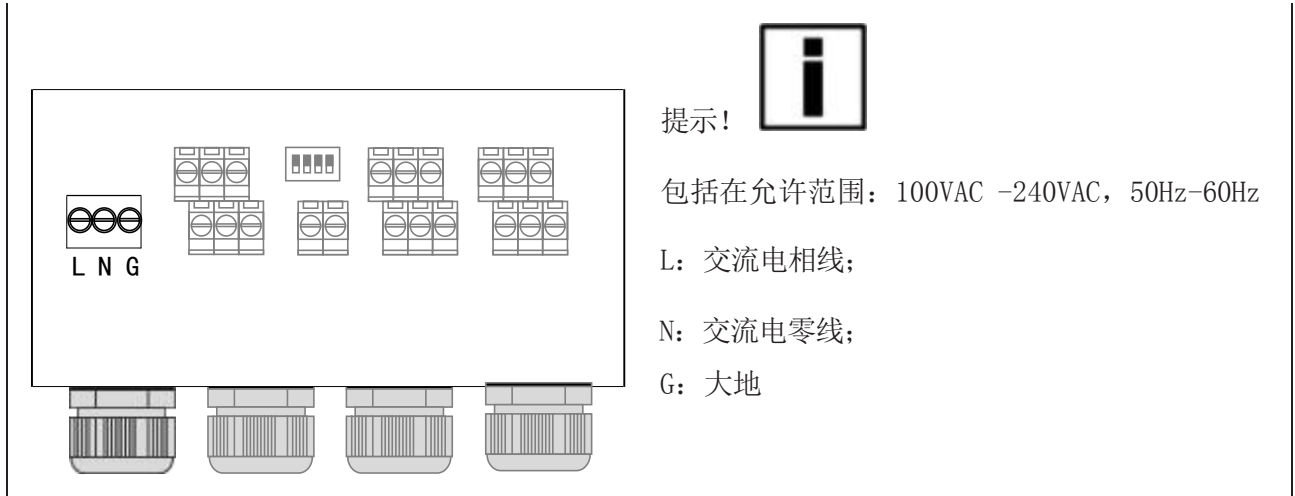 L N G
提示!
包括在允许范围：100VAC -240VAC，50Hz-60Hz
L：交流电相线；
N：交流电零线；
G：大地